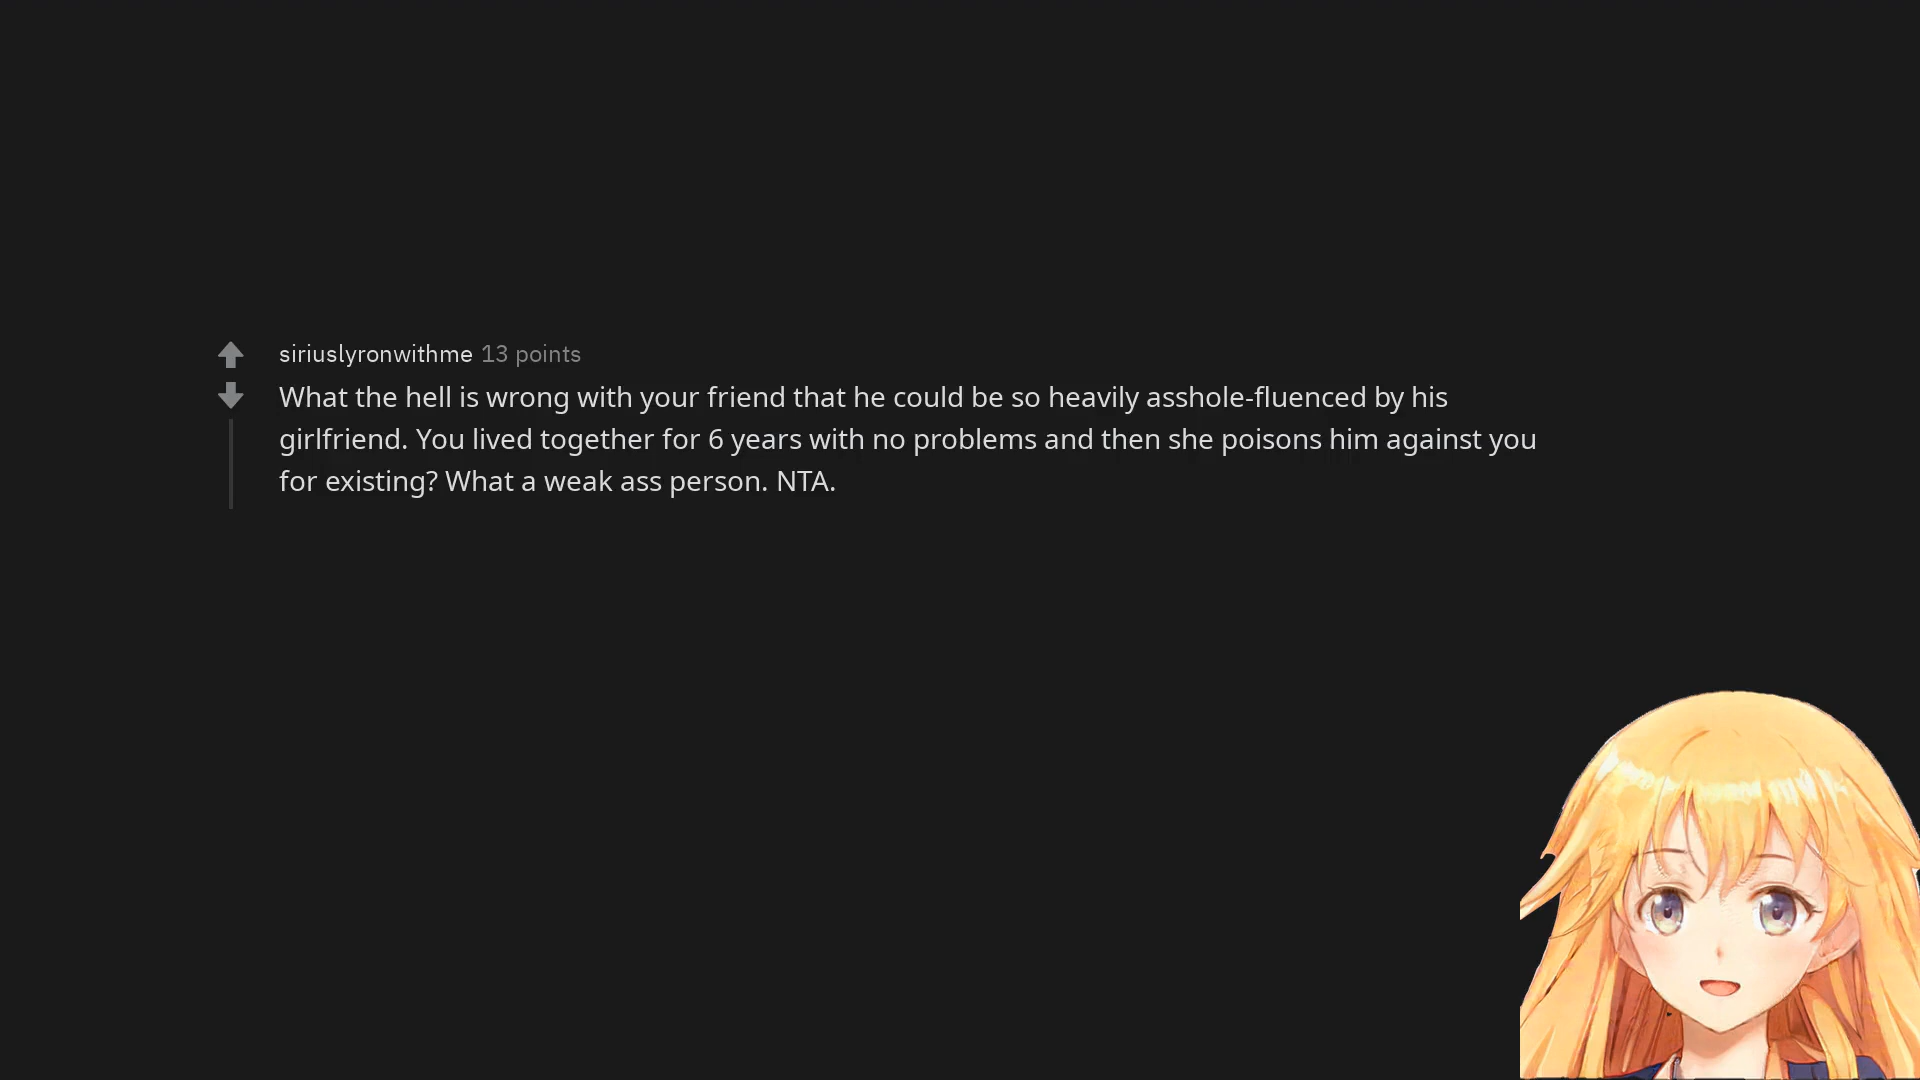 siriuslyronwithme 13 points
What the hell is wrong with your friend that he could be so heavily asshole-fluenced by his
girlfriend. You lived together for 6 years with no problems and then she poisons him against you
for existing? What a weak ass person. NTA.